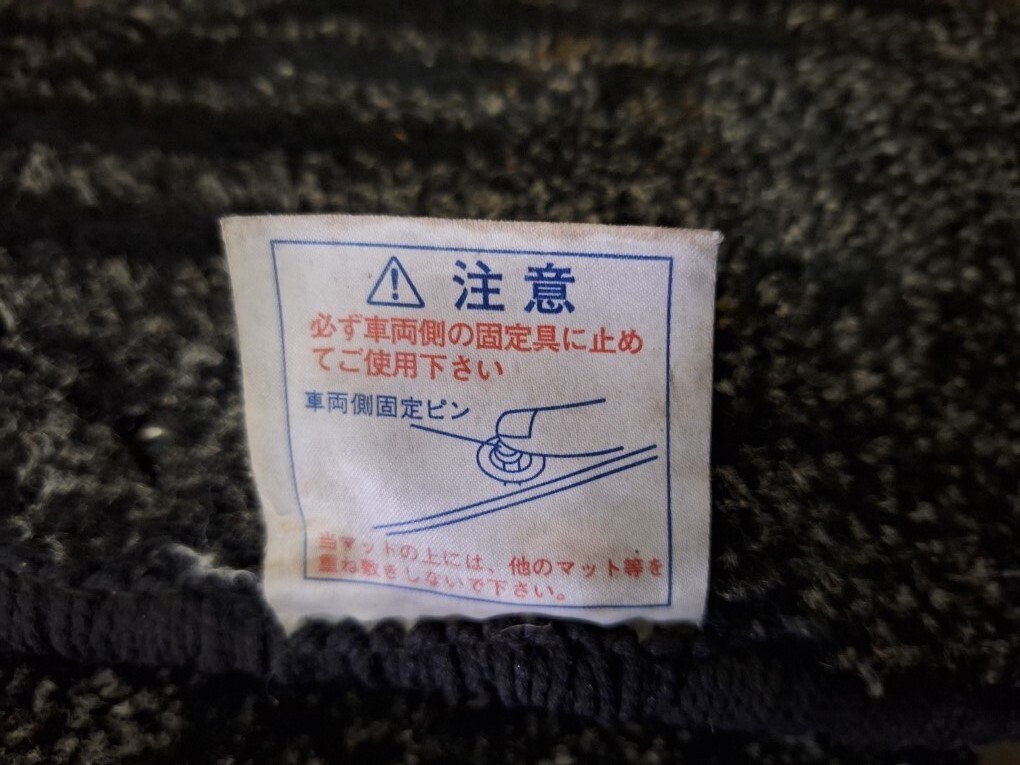 注意
必ず車両側の固定具に止め
てご使用下さい
車両側固定ピン
当マットの上には、他のマット等を
重ね敷きしないで下さい。